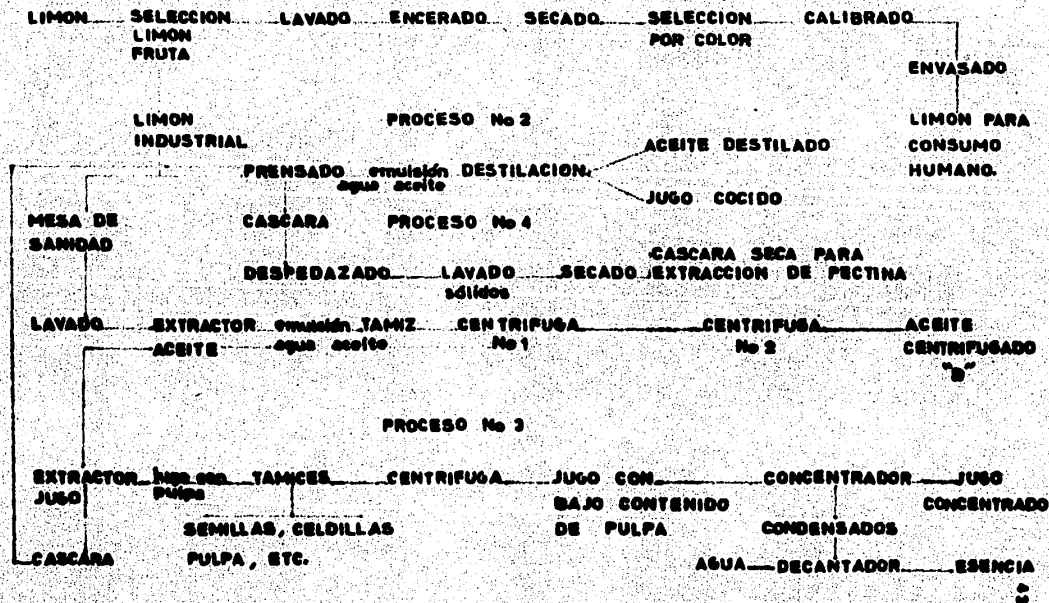 LIMON SELECCION LAVADO ENCERADO SECADO SELECCION CALIBRADO
LIMON POR COLOR
FRUTA
ENVASADO
LIMON PROCESO No 2 LIMON PARA
INDUSTRIAL ACEITE DESTILADO CONSUMO
PRENSADO emulsión DESTILACION HUMANO.
agua aceite
JUGO COCIDO
MESA DE CASCARA PROCESO No 4
SANIDAD
CASCARA SECA PARA
DESPEDAZADO LAVADO SECADO EXTRACCION DE PECTINA
sólidos
LAVADO EXTRACTOR emulsión TAMIZ CENTRIFUGA CENTRIFUGA ACEITE
ACEITE agua aceite No 1 No 2 CENTRIFUGADO
"B"
PROCESO No 3
EXTRACTOR jugo con TAMICES CENTRIFUGA JUGO CON CONCENTRADOR JUGO
JUGO pulpa BAJO CONTENIDO CONCENTRADO
SEMILLAS, CELDILLAS DE PULPA CONDENSADOS
CASCARA PULPA, ETC. AGUA DECANTADOR ESENCIA